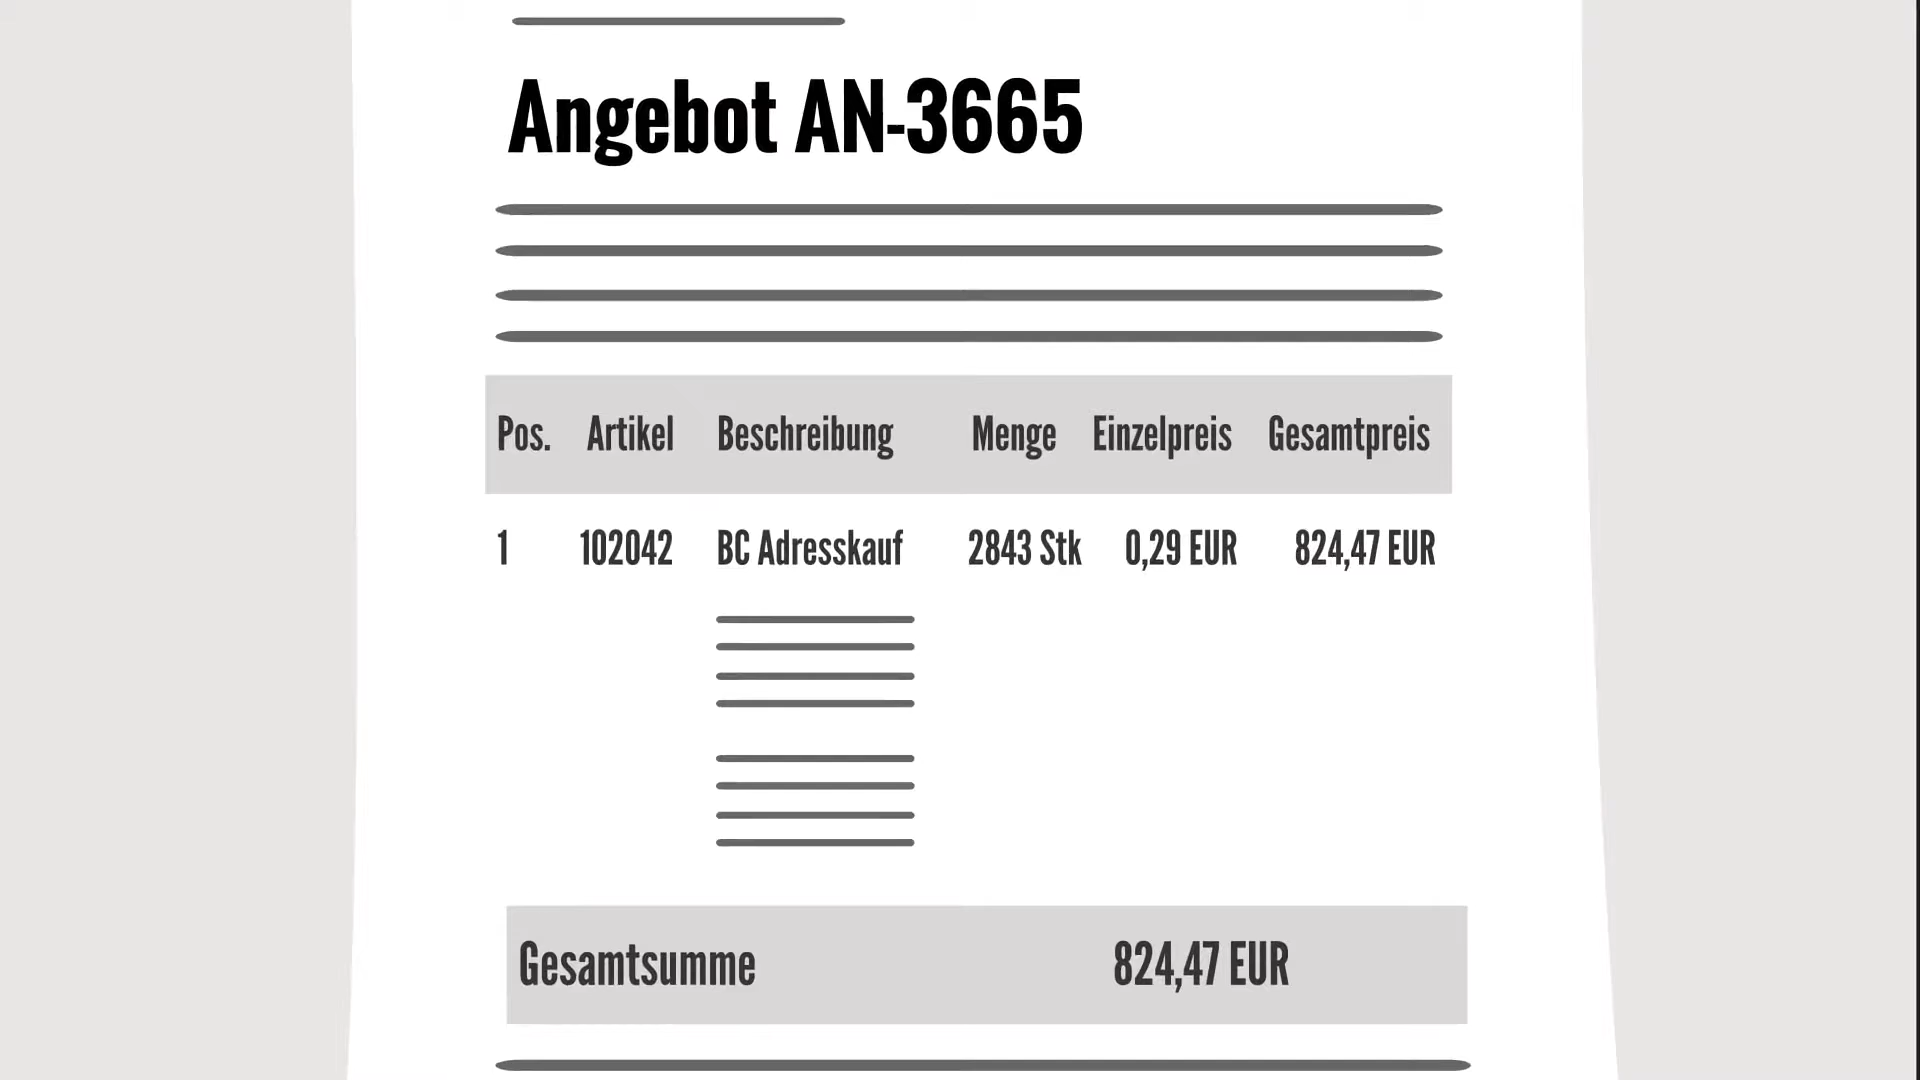 Angebot AN-3665
Pos. Artikel Beschreibung Menge Einzelpreis Gesamtpreis
1 102042 BC Adresskauf 2843 Stk 0,29 EUR 824,47 EUR
Gesamtsumme 824,47 EUR